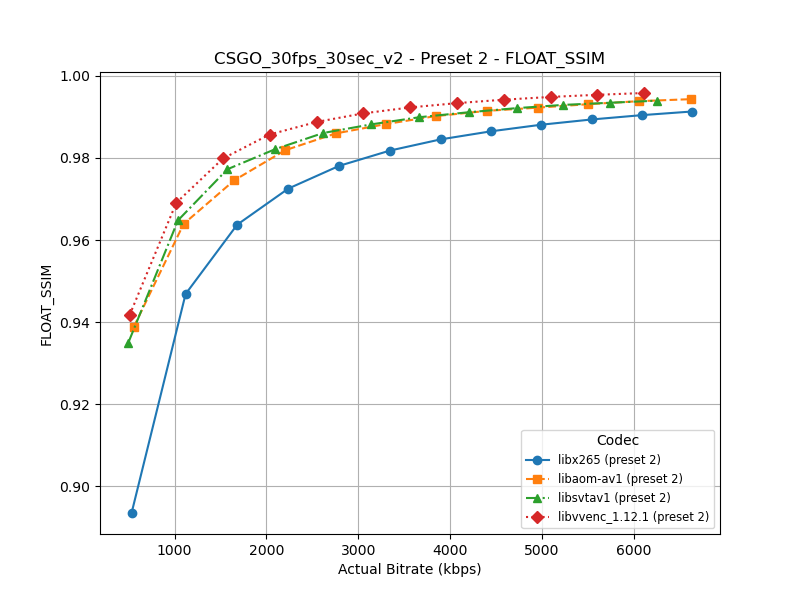 CSGO_30fps_30sec_v2 - Preset 2 - FLOAT_SSIM
1.00
0.98
0.96
0.94
0.92
0.90
FLOAT_SSIM
Codec
libx265 (preset 2)
libaom-av1 (preset 2)
libsvtav1 (preset 2)
libvvenc_1.12.1 (preset 2)
1000 2000 3000 4000 5000 6000
Actual Bitrate (kbps)